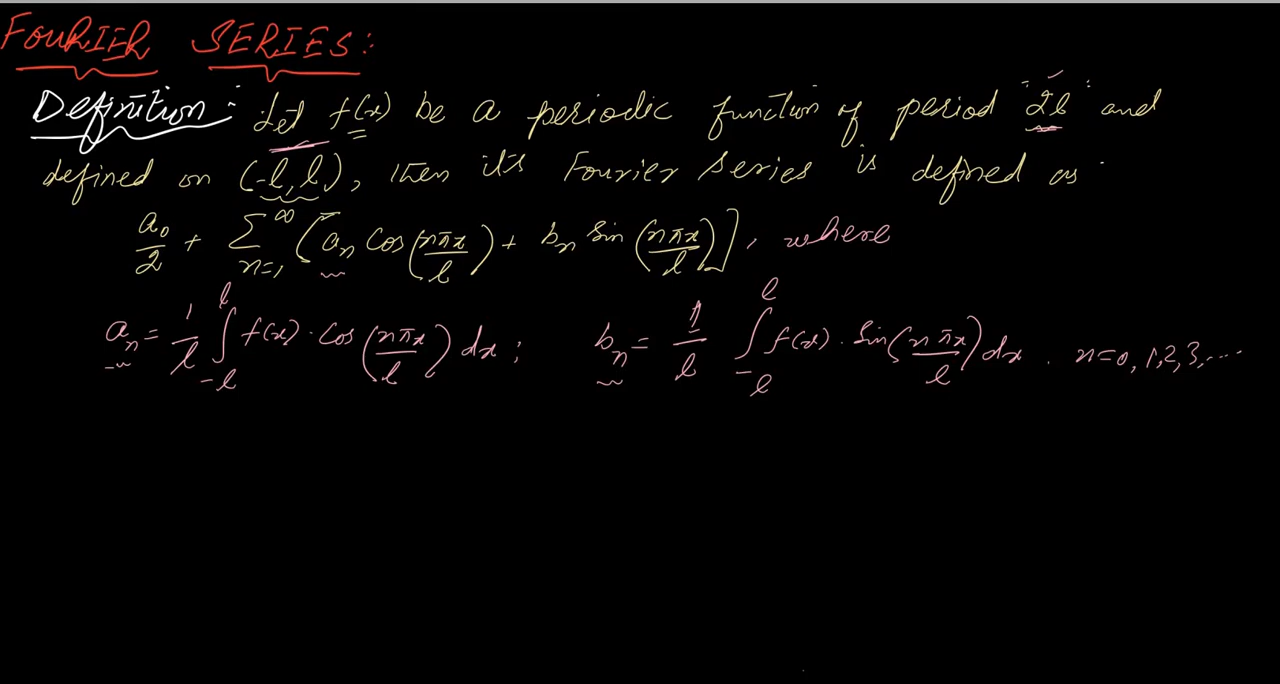 FOURIER SERIES:
Definition: Let f(x) be a periodic function of period "2l" and
defined on (-l, l), then its Fourier Series is defined as
a₀/2 + ∑_{n=1}^{∞} [aₙ cos(nπx/l) + bₙ sin(nπx/l)], where
aₙ = 1/l ∫_{-l}^{l} f(x) · cos(nπx/l) dx ; bₙ = 1/l ∫_{-l}^{l} f(x) · sin(nπx/l) dx . n=0, 1, 2, 3, ...